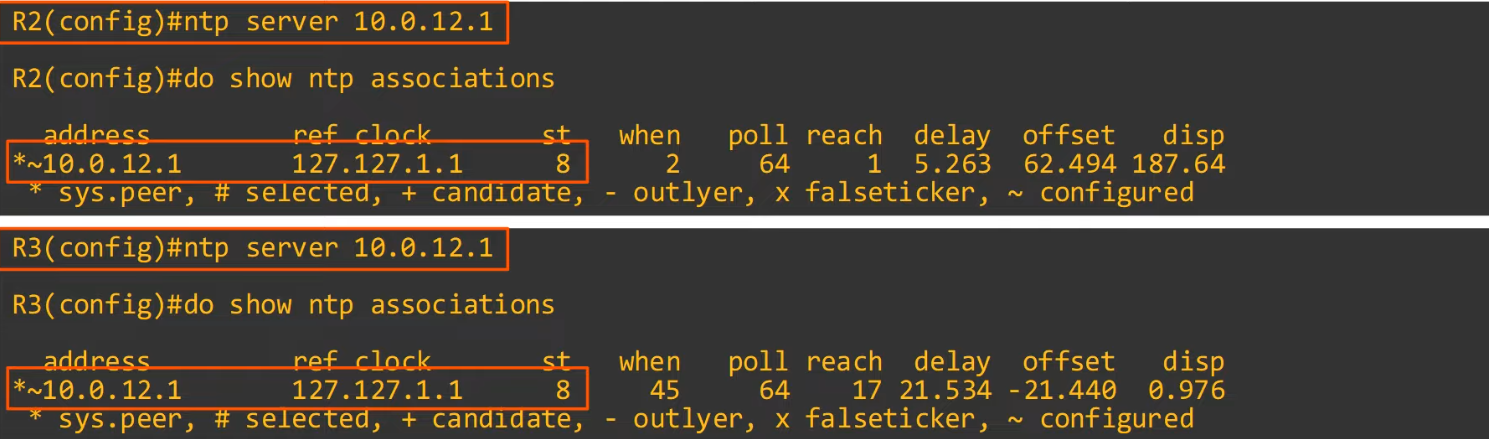 R2(config)#ntp server 10.0.12.1
R2(config)#do show ntp associations
address ref clock st when poll reach delay offset disp
*~10.0.12.1 127.127.1.1 8 2 64 1 5.263 62.494 187.64
* sys.peer, # selected, + candidate, - outlyer, x falseticker, ~ configured
R3(config)#ntp server 10.0.12.1
R3(config)#do show ntp associations
address ref clock st when poll reach delay offset disp
*~10.0.12.1 127.127.1.1 8 45 64 17 21.534 -21.440 0.976
* sys.peer, # selected, + candidate, - outlyer, x falseticker, ~ configured